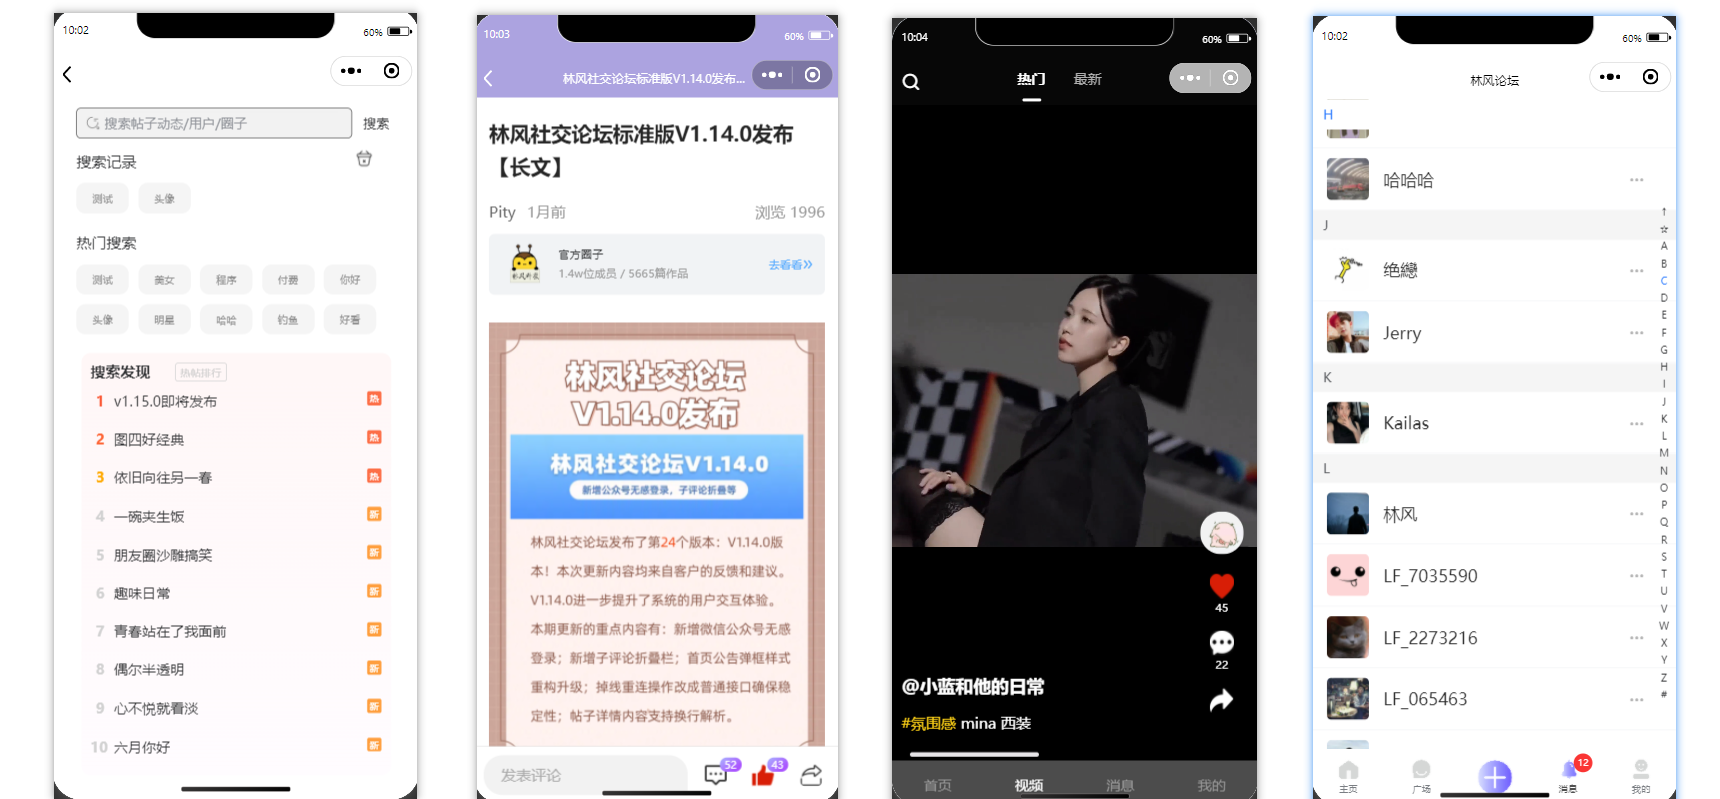 10:02
60%
搜索帖子动态/用户/圈子
搜索
搜索记录
测试
头像
热门搜索
测试
美女
程序
付费
你好
头像
明星
哈哈
钓鱼
好看
搜索发现
热帖排行
1 v1.15.0即将发布 热
2 图四好经典 热
3 依旧向往另一春 热
4 一碗夹生饭 新
5 朋友圈沙雕搞笑 新
6 趣味日常 新
7 青春站在了我面前 新
8 偶尔半透明 新
9 心不悦就看淡 新
10 六月你好 新
10:03
60%
林风社交论坛标准版V1.14.0发布...
林风社交论坛标准版V1.14.0发布
【长文】
Pity 1月前
浏览 1996
官方圈子
1.4w位成员 / 5665篇作品
去看看
林风社交论坛
V1.14.0发布
林风社交论坛V1.14.0
新增公众号无感登录，子评论折叠等
林风社交论坛发布了第24个版本：V1.14.0版
本！本次更新内容均来自客户的反馈和建议。
V1.14.0进一步提升了系统的用户交互体验。
本期更新的重点内容有：新增微信公众号无感
登录；新增子评论折叠栏；首页公告弹框样式
重构升级；掉线重连操作改成普通接口确保稳
定性；帖子详情内容支持换行解析。
发表评论
52
43
10:04
60%
热门
最新
45
22
@小蓝和他的日常
#氛围感 mina 西装
首页
视频
消息
我的
10:02
60%
林风论坛
H
哈哈哈
J
绝戀
Jerry
K
Kailas
L
林风
LF_7035590
LF_2273216
LF_065463
↑
☆
A
B
C
D
E
F
G
H
I
J
K
L
M
N
O
P
Q
R
S
T
U
V
W
X
Y
Z
#
主页
广场
12
消息
我的